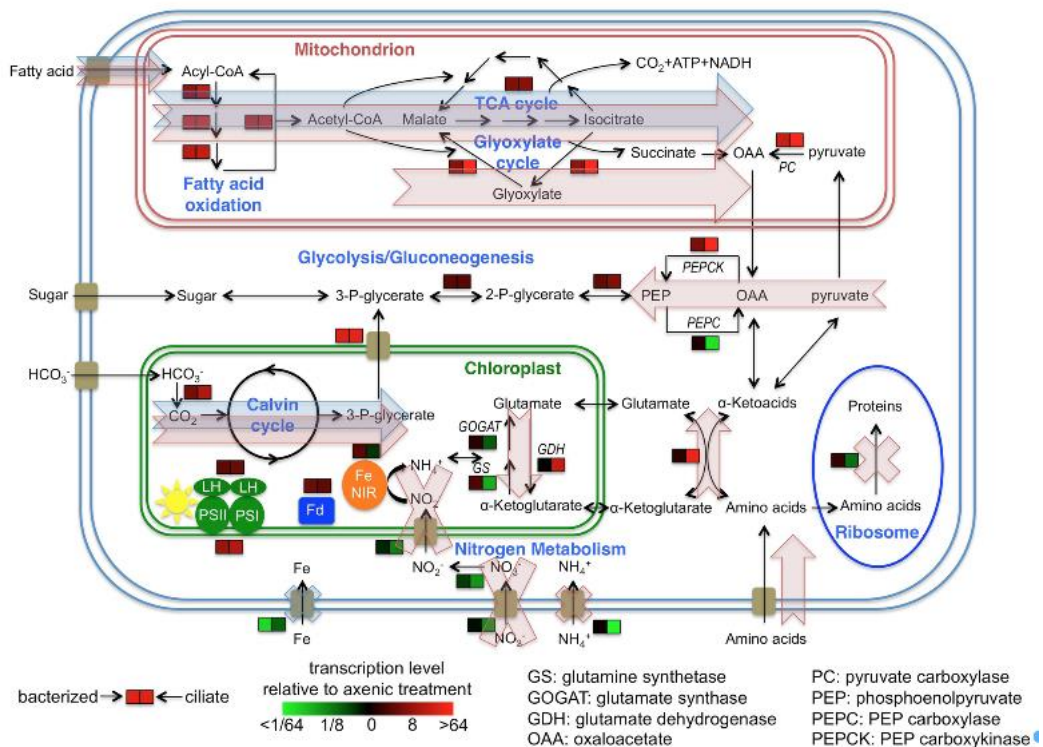 Mitochondrion
Fatty acid
Acyl-CoA
CO₂+ATP+NADH
TCA cycle
Acetyl-CoA
Malate
Isocitrate
Glyoxylate
cycle
Succinate
OAA
pyruvate
PC
Fatty acid
oxidation
Glyoxylate
Glycolysis/Gluconeogenesis
PEPCK
Sugar
Sugar
3-P-glycerate
2-P-glycerate
PEP
OAA
pyruvate
PEPC
Chloroplast
HCO₃⁻
HCO₃⁻
CO₂
Calvin
cycle
3-P-glycerate
Glutamate
Glutamate
α-Ketoacids
Proteins
GOGAT
GDH
GS
Fe
NIR
NH₄⁺
NO₂⁻
LH
LH
PSII
PSI
Fd
α-Ketoglutarate
α-Ketoglutarate
Amino acids
Amino acids
Ribosome
Nitrogen Metabolism
NO₂⁻
NO₃⁻
NH₄⁺
Fe
Fe
NO₂⁻
NH₄⁺
Amino acids
bacterized
ciliate
transcription level
relative to axenic treatment
<1/64 1/8 0 8 >64
GS: glutamine synthetase
GOGAT: glutamate synthase
GDH: glutamate dehydrogenase
OAA: oxaloacetate
PC: pyruvate carboxylase
PEP: phosphoenolpyruvate
PEPC: PEP carboxylase
PEPCK: PEP carboxykinase